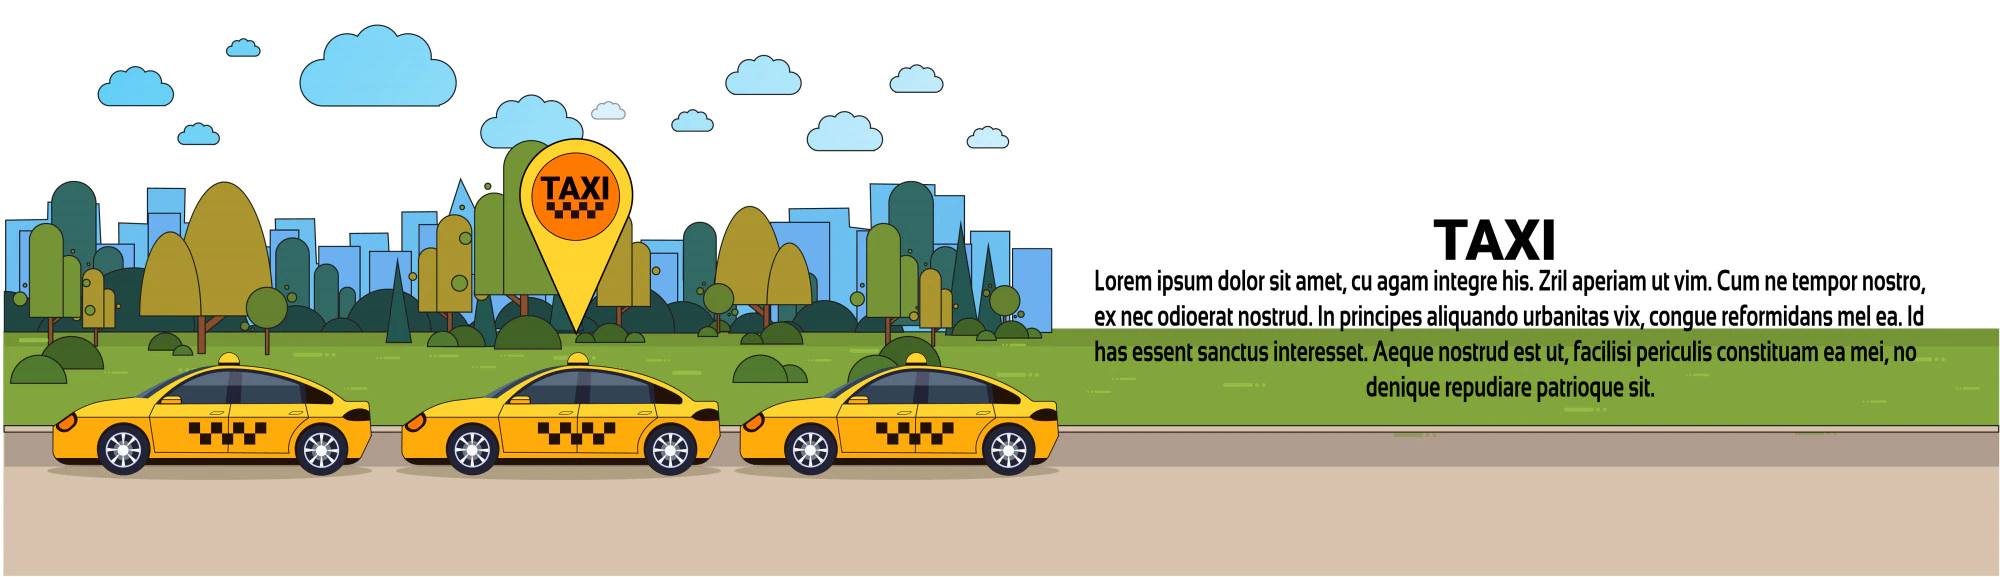 TAXI
TAXI
Lorem ipsum dolor sit amet, cu agam integre his. Zril aperiam ut vim. Cum ne tempor nostro,
ex nec odioerat nostrud. In principes aliquando urbanitas vix, congue reformidans mel ea. Id
has essent sanctus interesset. Aeque nostrud est ut, facilisi periculis constituam ea mei, no
denique repudiare patrioque sit.